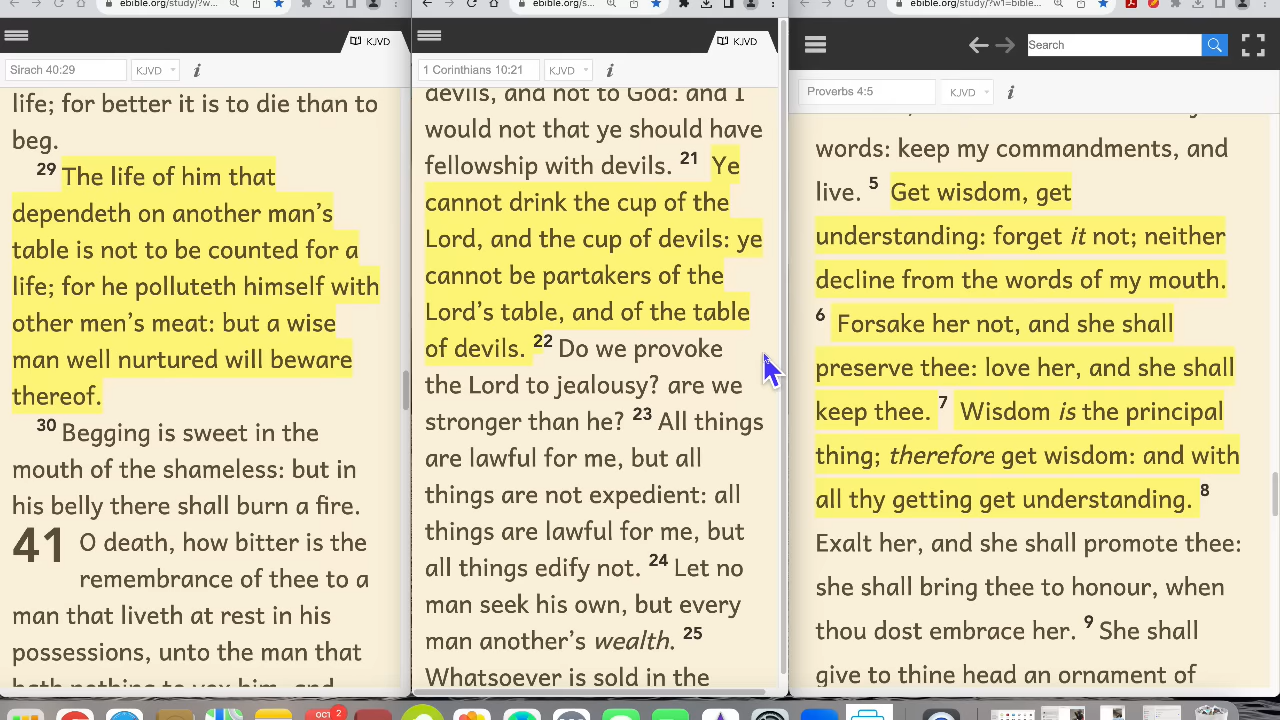 ebible.org/study/?w...
KJVD
Sirach 40:29
KJVD
i
life; for better it is to die than to
beg.
29 The life of him that
dependeth on another man's
table is not to be counted for a
life; for he polluteth himself with
other men's meat: but a wise
man well nurtured will beware
thereof.
30 Begging is sweet in the
mouth of the shameless: but in
his belly there shall burn a fire.
41 O death, how bitter is the
remembrance of thee to a
man that liveth at rest in his
possessions, unto the man that
hath nothing to vex him, and
ebible.org/s...
KJVD
1 Corinthians 10:21
KJVD
i
devils, and not to God: and I
would not that ye should have
fellowship with devils. 21 Ye
cannot drink the cup of the
Lord, and the cup of devils: ye
cannot be partakers of the
Lord's table, and of the table
of devils. 22 Do we provoke
the Lord to jealousy? are we
stronger than he? 23 All things
are lawful for me, but all
things are not expedient: all
things are lawful for me, but
all things edify not. 24 Let no
man seek his own, but every
man another's wealth. 25
Whatsoever is sold in the
ebible.org/study/?w1=bible...
Search
Proverbs 4:5
KJVD
i
words: keep my commandments, and
live. 5 Get wisdom, get
understanding: forget it not; neither
decline from the words of my mouth.
6 Forsake her not, and she shall
preserve thee: love her, and she shall
keep thee. 7 Wisdom is the principal
thing; therefore get wisdom: and with
all thy getting get understanding. 8
Exalt her, and she shall promote thee:
she shall bring thee to honour, when
thou dost embrace her. 9 She shall
give to thine head an ornament of
OCT 2